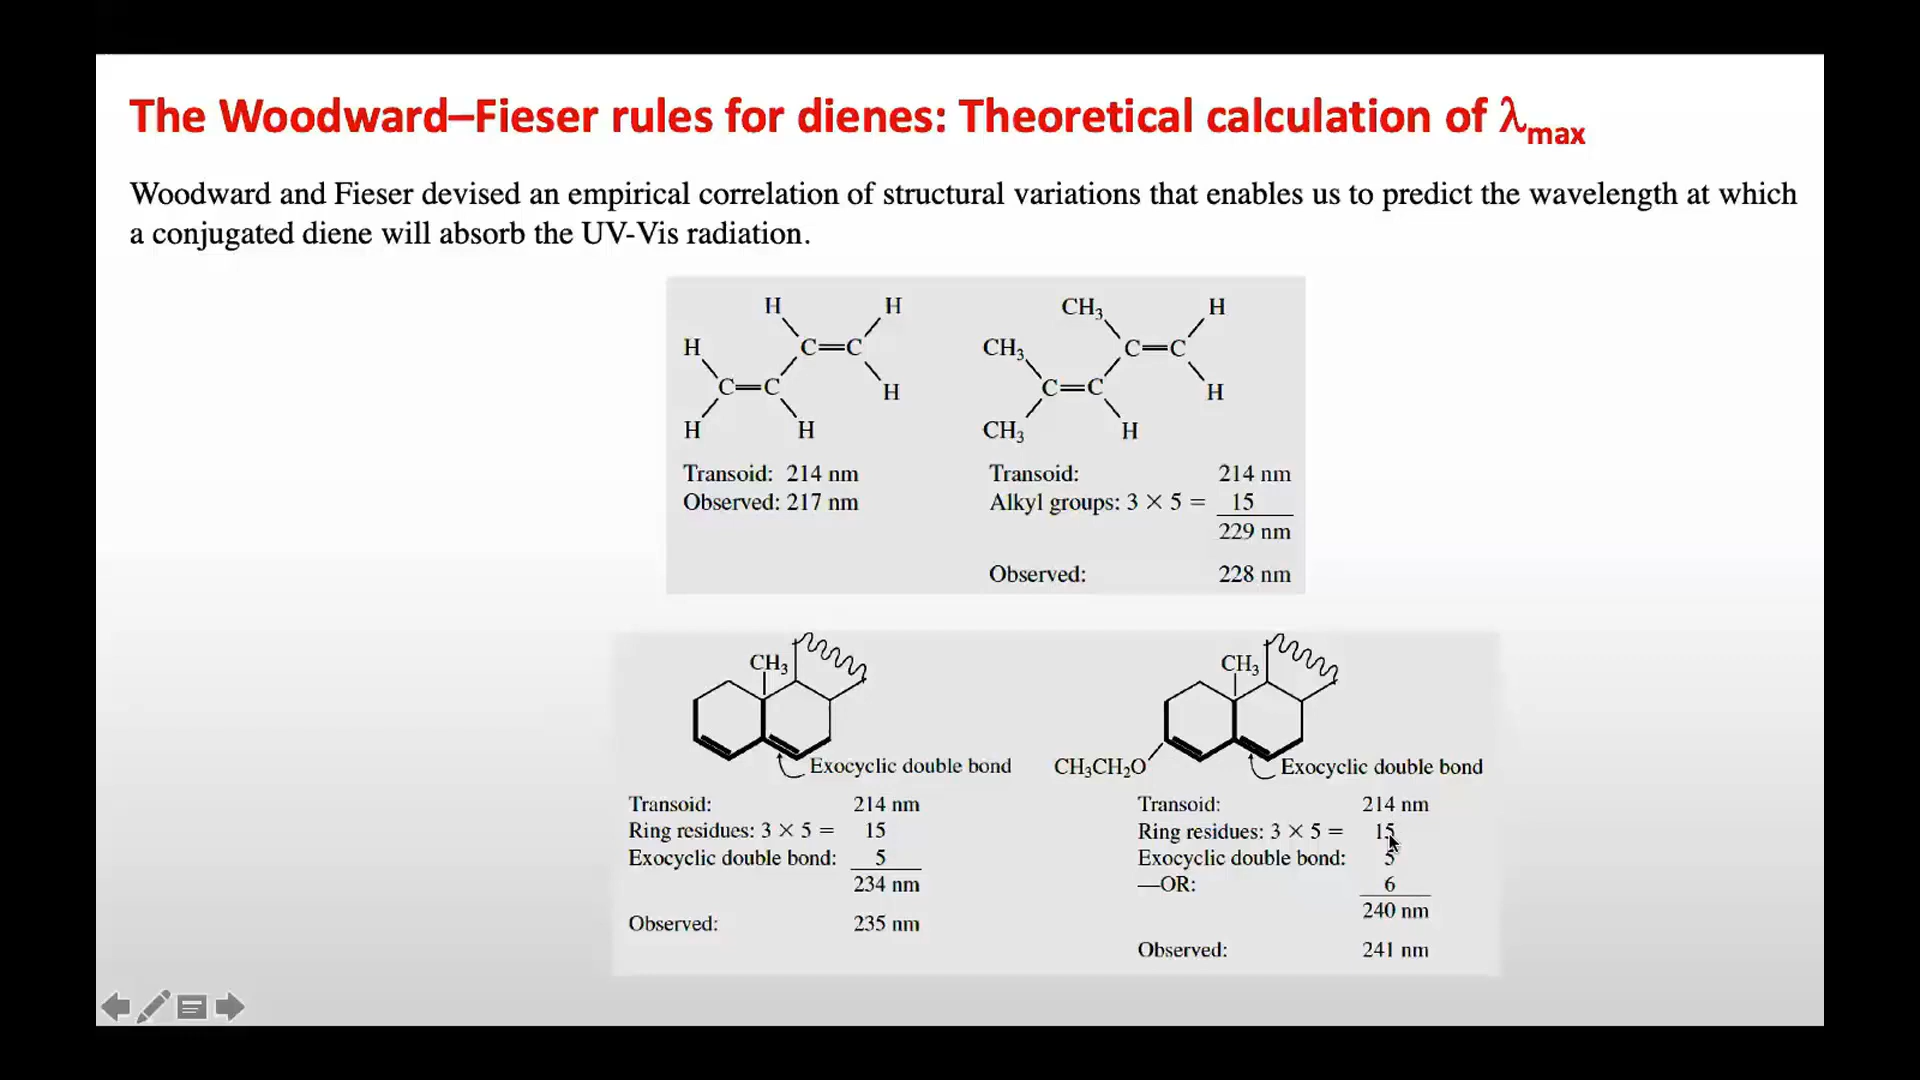 The Woodward–Fieser rules for dienes: Theoretical calculation of λmax
Woodward and Fieser devised an empirical correlation of structural variations that enables us to predict the wavelength at which
a conjugated diene will absorb the UV-Vis radiation.
H H
H C=C
C=C H
H H
Transoid: 214 nm
Observed: 217 nm
CH3 H
CH3 C=C
C=C H
CH3 H
Transoid: 214 nm
Alkyl groups: 3 × 5 = 15
229 nm
Observed: 228 nm
CH3
Exocyclic double bond
Transoid: 214 nm
Ring residues: 3 × 5 = 15
Exocyclic double bond: 5
234 nm
Observed: 235 nm
CH3
CH3CH2O Exocyclic double bond
Transoid: 214 nm
Ring residues: 3 × 5 = 15
Exocyclic double bond: 5
—OR: 6
240 nm
Observed: 241 nm